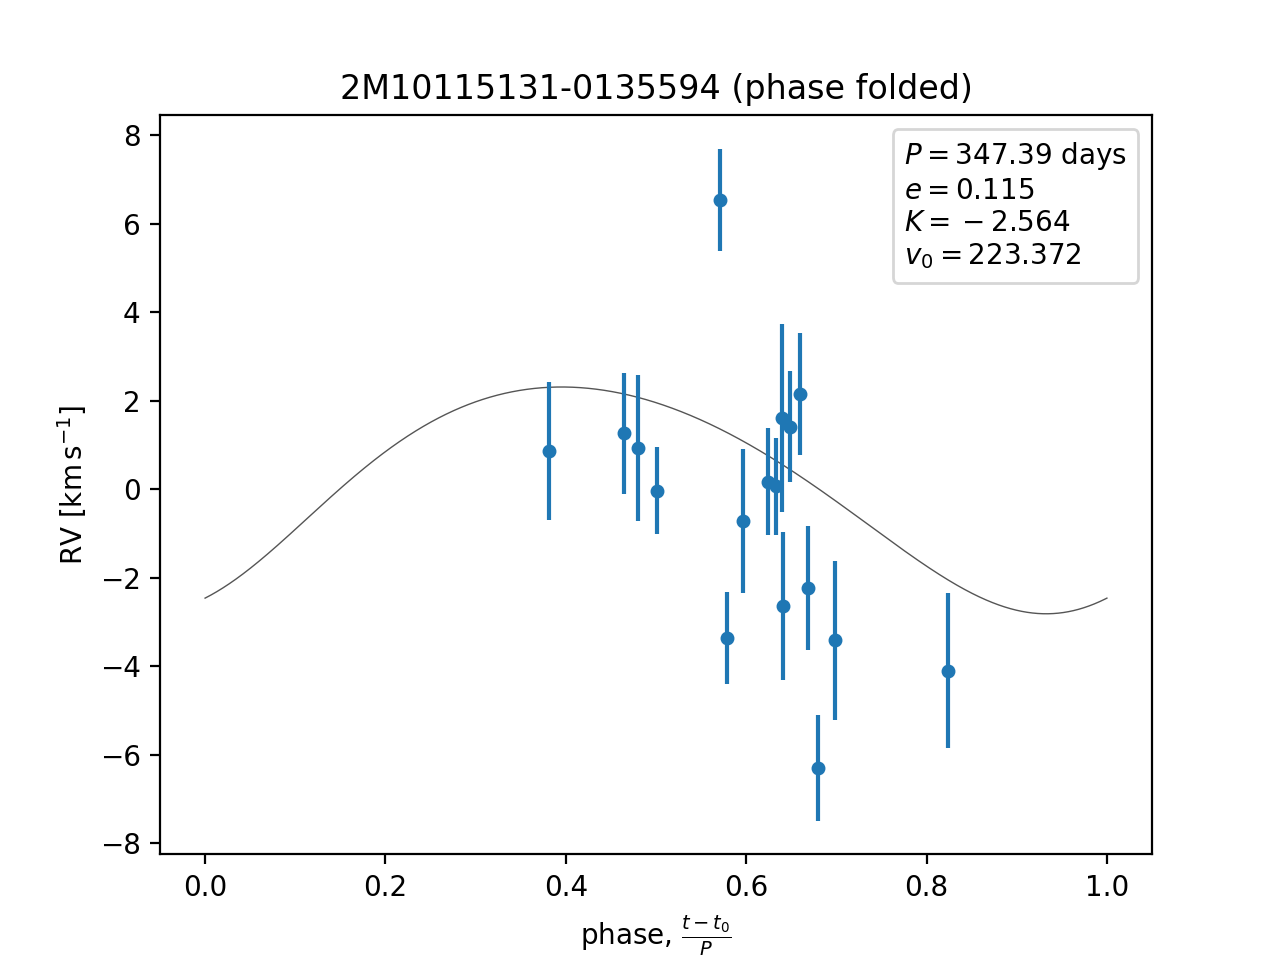 2M10115131-0135594 (phase folded)
P = 347.39 days
e = 0.115
K = −2.564
v₀ = 223.372
RV [km s⁻¹]
8
6
4
2
0
−2
−4
−6
−8
0.0 0.2 0.4 0.6 0.8 1.0
phase, (t − t₀)/P